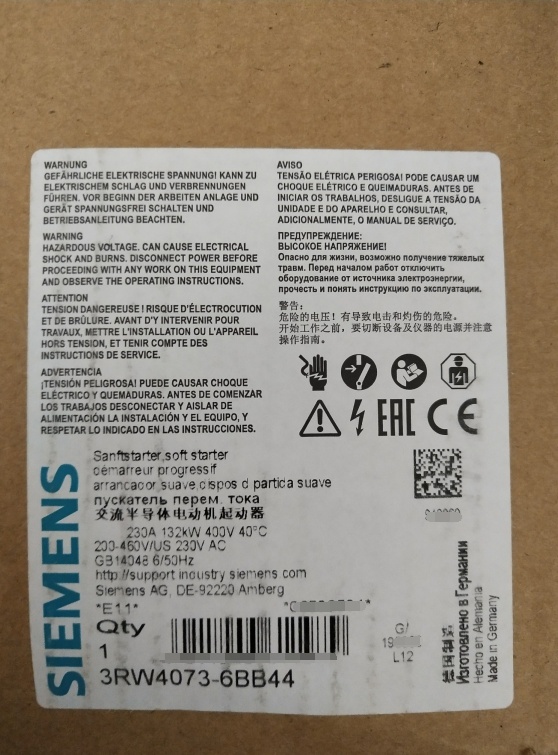 WARNUNG
GEFÄHRLICHE ELEKTRISCHE SPANNUNG! KANN ZU
ELEKTRISCHEM SCHLAG UND VERBRENNUNGEN
FÜHREN. VOR BEGINN DER ARBEITEN ANLAGE UND
GERÄT SPANNUNGSFREI SCHALTEN UND
BETRIEBSANLEITUNG BEACHTEN.
WARNING
HAZARDOUS VOLTAGE. CAN CAUSE ELECTRICAL
SHOCK AND BURNS. DISCONNECT POWER BEFORE
PROCEEDING WITH ANY WORK ON THIS EQUIPMENT
AND OBSERVE THE OPERATING INSTRUCTIONS.
ATTENTION
TENSION DANGEREUSE ! RISQUE D'ÉLECTROCUTION
ET DE BRÛLURE. AVANT D'Y INTERVENIR POUR
TRAVAUX, METTRE L'INSTALLATION OU L'APPAREIL
HORS TENSION, ET TENIR COMPTE DES
INSTRUCTIONS DE SERVICE.
ADVERTENCIA
¡TENSIÓN PELIGROSA! PUEDE CAUSAR CHOQUE
ELÉCTRICO Y QUEMADURAS. ANTES DE COMENZAR
LOS TRABAJOS DESCONECTAR Y AISLAR DE
ALIMENTACIÓN LA INSTALACIÓN Y EL EQUIPO, Y
RESPETAR LO INDICADO EN LAS INSTRUCCIONES.
AVISO
TENSÃO ELÉTRICA PERIGOSA! PODE CAUSAR UM
CHOQUE ELÉTRICO E QUEIMADURAS. ANTES DE
INICIAR OS TRABALHOS, DESLIGUE A TENSÃO DA
UNIDADE E DO APARELHO E CONSULTAR,
ADICIONALMENTE, O MANUAL DE SERVIÇO.
ПРЕДУПРЕЖДЕНИЕ:
ВЫСОКОЕ НАПРЯЖЕНИЕ!
Опасно для жизни, возможно получение тяжелых
травм. Перед началом работ отключить
оборудование от источника электроэнергии,
прочесть и понять инструкцию по эксплуатации.
警告:
危险的电压!有导致电击和灼伤的危险。
开始工作之前,要切断设备及仪器的电源并注意
操作指南。
EAC CE
SIEMENS
Sanftstarter,soft starter
démarreur progressif
arrancador suave,dispos d partida suave
пускатель перем. тока
交流半导体电动机起动器
230A 132kW 400V 40°C
200-460V/US 230V AC
GB14048.6/50Hz
http://support.industry.siemens.com
Siemens AG, DE-92220 Amberg
*E11*
Qty
1
3RW4073-6BB44
G/
L12
德国制造
Изготовлено в Германии
Hecho en Alemania
Made in Germany